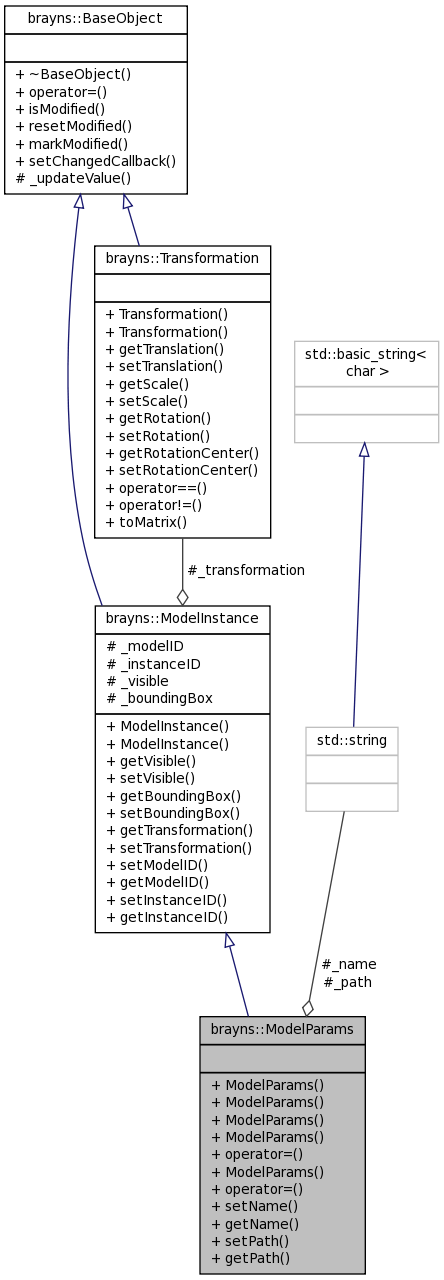 brayns::BaseObject
+ ~BaseObject()
+ operator=()
+ isModified()
+ resetModified()
+ markModified()
+ setChangedCallback()
# _updateValue()
brayns::Transformation
+ Transformation()
+ Transformation()
+ getTranslation()
+ setTranslation()
+ getScale()
+ setScale()
+ getRotation()
+ setRotation()
+ getRotationCenter()
+ setRotationCenter()
+ operator==()
+ operator!=()
+ toMatrix()
std::basic_string<
char >
#_transformation
brayns::ModelInstance
# _modelID
# _instanceID
# _visible
# _boundingBox
+ ModelInstance()
+ ModelInstance()
+ getVisible()
+ setVisible()
+ getBoundingBox()
+ setBoundingBox()
+ getTransformation()
+ setTransformation()
+ setModelID()
+ getModelID()
+ setInstanceID()
+ getInstanceID()
std::string
#_name
#_path
brayns::ModelParams
+ ModelParams()
+ ModelParams()
+ ModelParams()
+ ModelParams()
+ operator=()
+ ModelParams()
+ operator=()
+ setName()
+ getName()
+ setPath()
+ getPath()